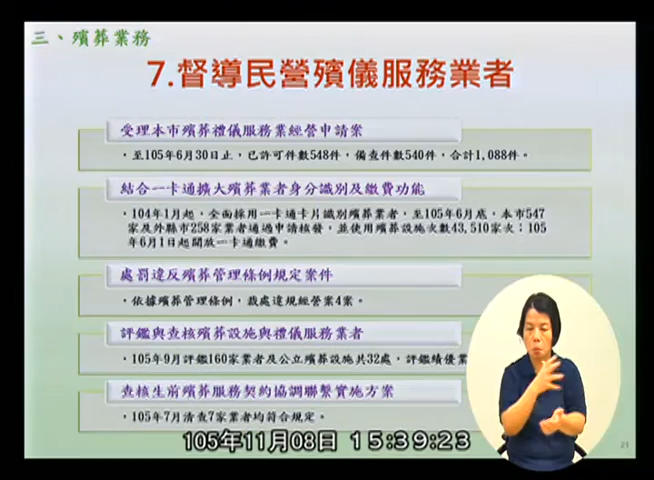 三、殯葬業務
7.督導民營殯儀服務業者
受理本市殯葬禮儀服務業經營申請案
・至105年6月30日止，已許可件數548件，備查件數540件，合計1,088件。
結合一卡通擴大殯葬業者身分識別及繳費功能
・104年1月起，全面採用一卡通卡片識別殯葬業者，至105年6月底，本市547
家及外縣市258家業者通過申請核發，並使用殯葬設施次數43,510家次；105
年6月1日起開放一卡通繳費。
處罰違反殯葬管理條例規定案件
・依據殯葬管理條例，裁處違規經營案4案。
評鑑與查核殯葬設施與禮儀服務業者
・105年9月評鑑160家業者及公立殯葬設施共32處，評鑑績優業
查核生前殯葬服務契約協調聯繫實施方案
・105年7月清查7家業者均符合規定。
105年11月08日 15:39:23
21